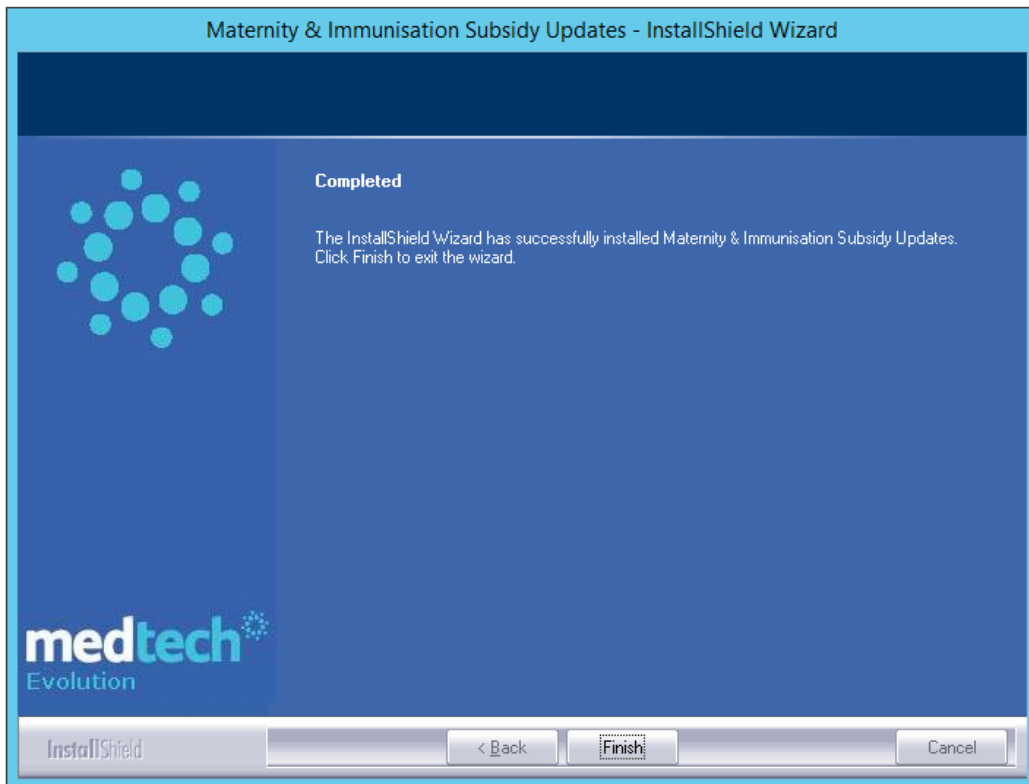 Maternity & Immunisation Subsidy Updates - InstallShield Wizard
Completed
The InstallShield Wizard has successfully installed Maternity & Immunisation Subsidy Updates.
Click Finish to exit the wizard.
medtech
Evolution
InstallShield
< Back
Finish
Cancel